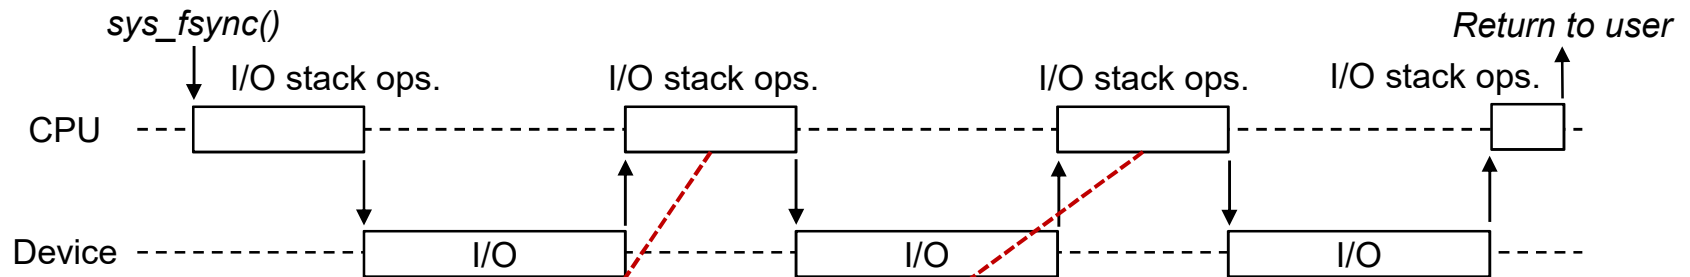 sys_fsync()
Return to user
I/O stack ops.
I/O stack ops.
I/O stack ops.
I/O stack ops.
CPU
Device
I/O
I/O
I/O